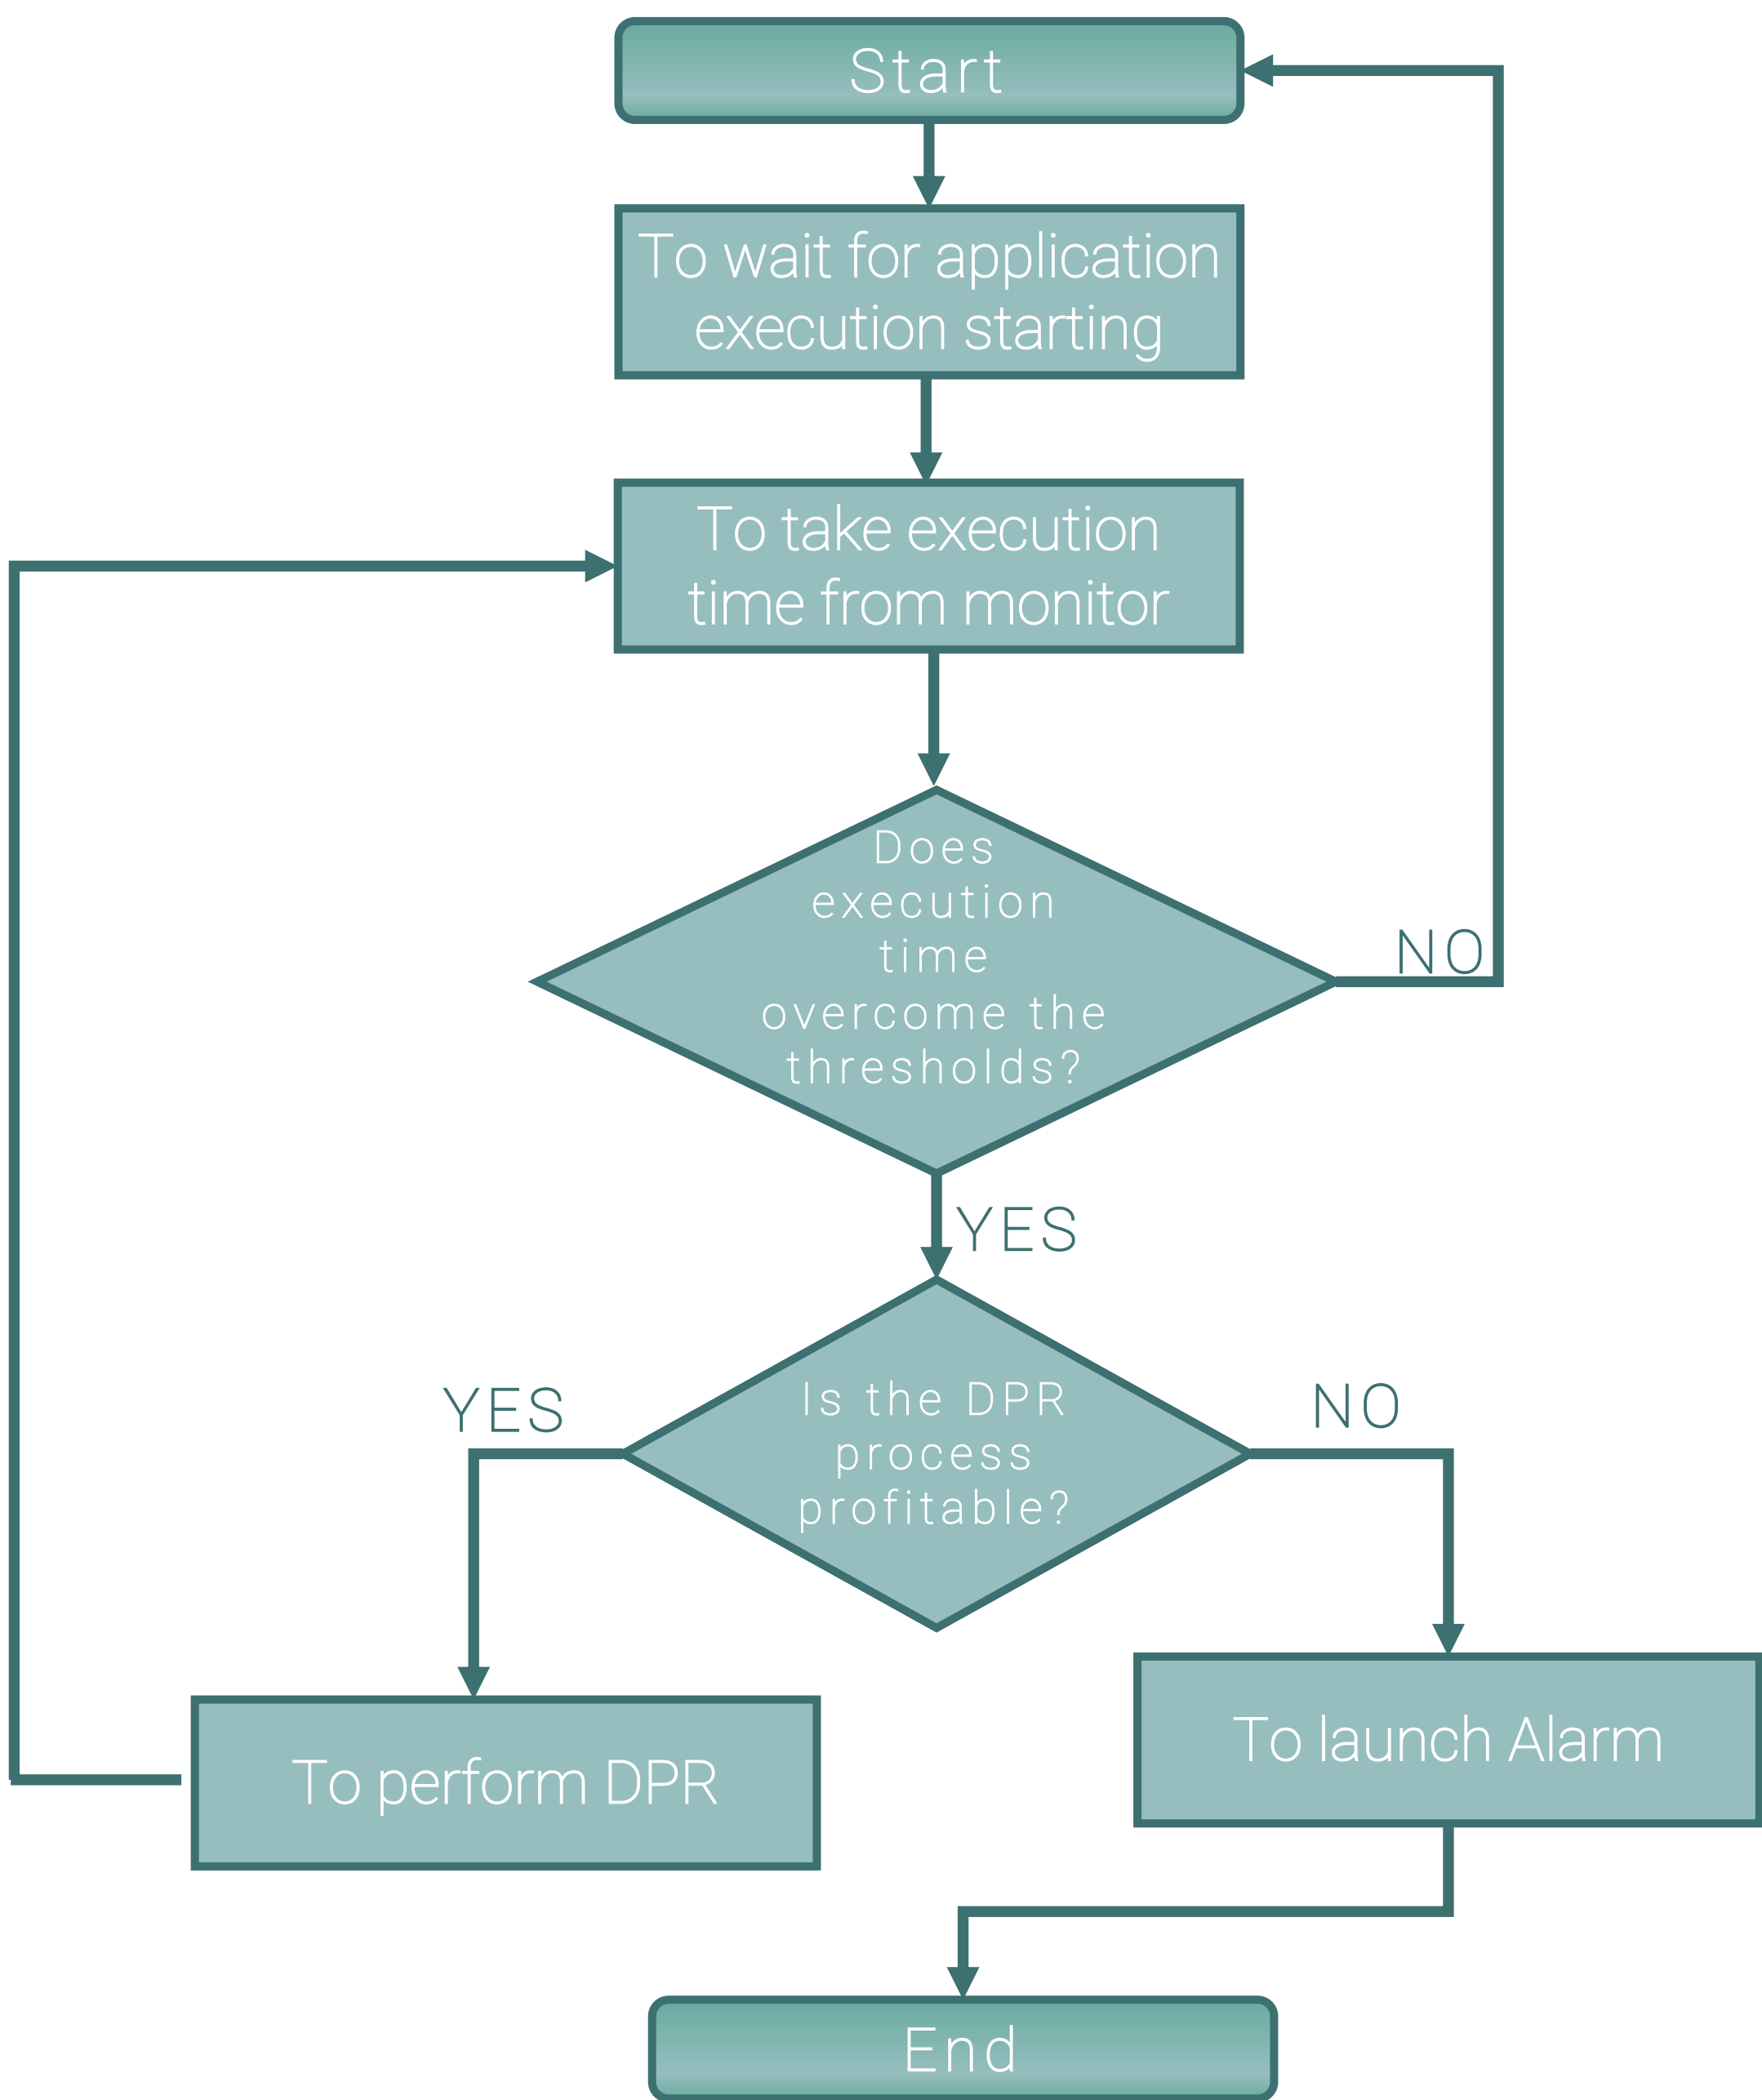 Start
To wait for application
execution starting
To take execution
time from monitor
Does
execution
time
overcome the
thresholds?
NO
YES
Is the DPR
process
profitable?
YES
NO
To perform DPR
To launch Alarm
End